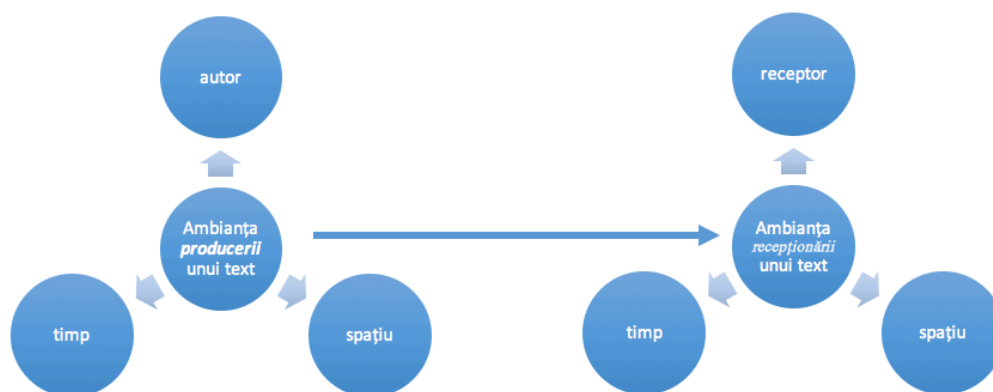 autor
receptor
Ambianța
producerii
unui text
Ambianța
recepționării
unui text
timp
spațiu
timp
spațiu